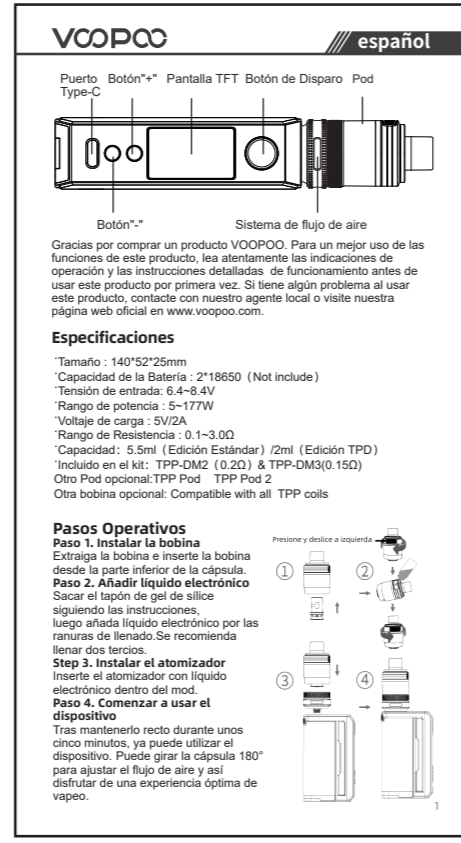 VOOPOO
español
Puerto Type-C
Botón"+"
Pantalla TFT
Botón de Disparo
Pod
Botón"-"
Sistema de flujo de aire
Gracias por comprar un producto VOOPOO. Para un mejor uso de las
funciones de este producto, lea atentamente las indicaciones de
operación y las instrucciones detalladas de funcionamiento antes de
usar este producto por primera vez. Si tiene algún problema al usar
este producto, contacte con nuestro agente local o visite nuestra
página web oficial en www.voopoo.com.
Especificaciones
·Tamaño : 140*52*25mm
·Capacidad de la Batería : 2*18650 (Not include)
·Tensión de entrada: 6.4~8.4V
·Rango de potencia : 5~177W
·Voltaje de carga : 5V/2A
·Rango de Resistencia : 0.1~3.0Ω
·Capacidad: 5.5ml (Edición Estándar) /2ml (Edición TPD)
·Incluido en el kit: TPP-DM2 (0.2Ω) & TPP-DM3(0.15Ω)
Otro Pod opcional:TPP Pod TPP Pod 2
Otra bobina opcional: Compatible with all TPP coils
Pasos Operativos
Paso 1. Instalar la bobina
Extraiga la bobina e inserte la bobina
desde la parte inferior de la cápsula.
Paso 2. Añadir líquido electrónico
Sacar el tapón de gel de sílice
siguiendo las instrucciones,
luego añada líquido electrónico por las
ranuras de llenado.Se recomienda
llenar dos tercios.
Step 3. Instalar el atomizador
Inserte el atomizador con líquido
electrónico dentro del mod.
Paso 4. Comenzar a usar el
dispositivo
Tras mantenerlo recto durante unos
cinco minutos, ya puede utilizar el
dispositivo. Puede girar la cápsula 180°
para ajustar el flujo de aire y así
disfrutar de una experiencia óptima de
vapeo.
Presione y deslice a izquierda
①
②
③
④
1